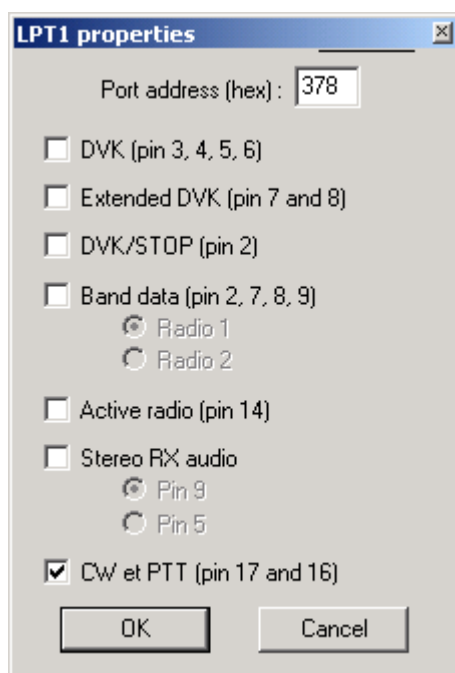 LPT1 properties
Port address (hex) : 378
DVK (pin 3, 4, 5, 6)
Extended DVK (pin 7 and 8)
DVK/STOP (pin 2)
Band data (pin 2, 7, 8, 9)
Radio 1
Radio 2
Active radio (pin 14)
Stereo RX audio
Pin 9
Pin 5
CW et PTT (pin 17 and 16)
OK Cancel